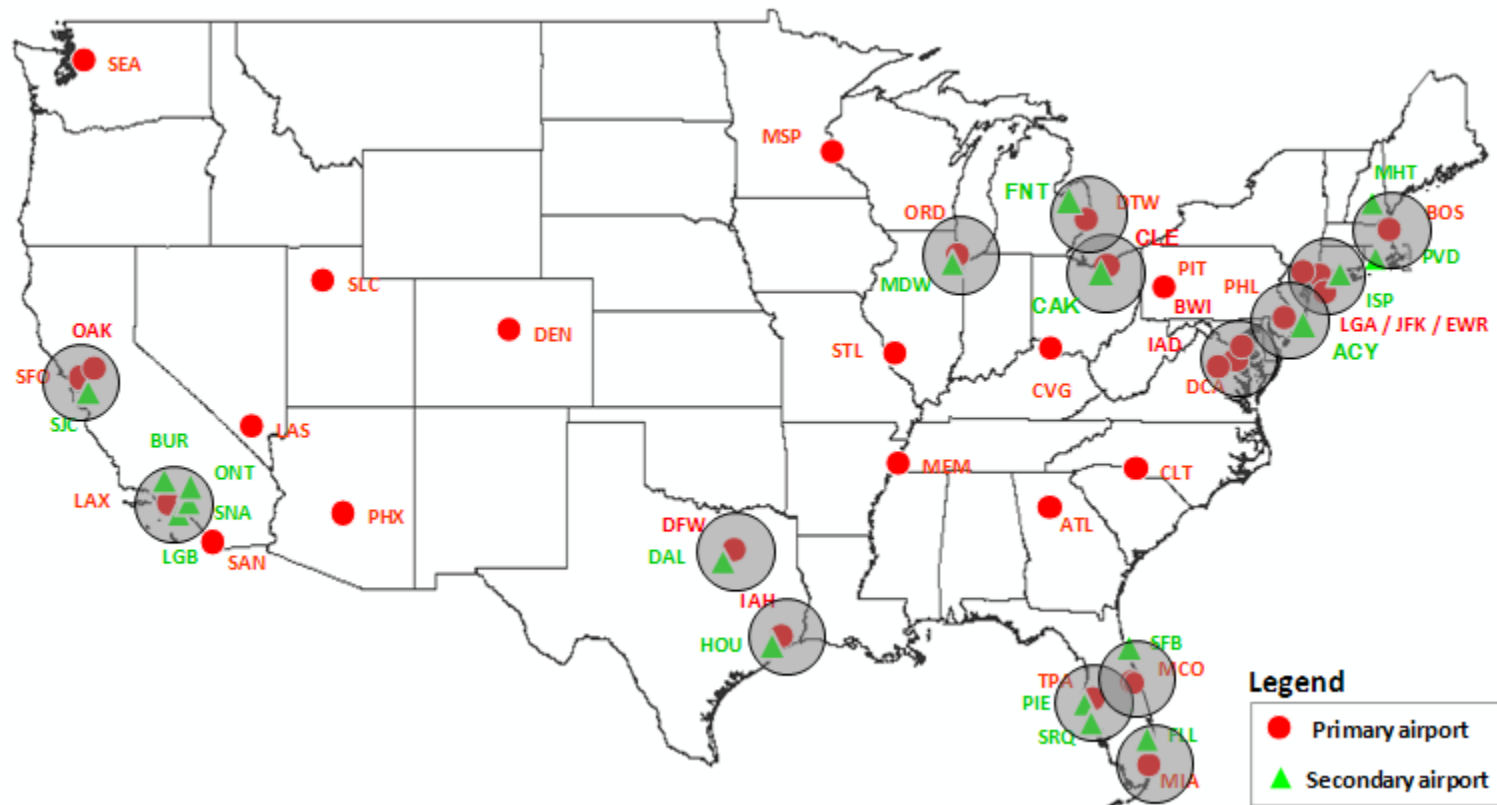 SEA
MSP
MHT
FNT
DTW
ORD
BOS
CLE
PVD
SLC
MDW
PIT
PHL
ISP
CAK
BWI
OAK
DEN
LGA / JFK / EWR
STL
IAD
ACY
SFO
CVG
DCA
SJC
LAS
BUR
MEM
ONT
CLT
LAX
SNA
PHX
ATL
DFW
LGB
SAN
DAL
IAH
HOU
SFB
TPA
MCO
PIE
SRQ
FLL
MIA
Legend
Primary airport
Secondary airport